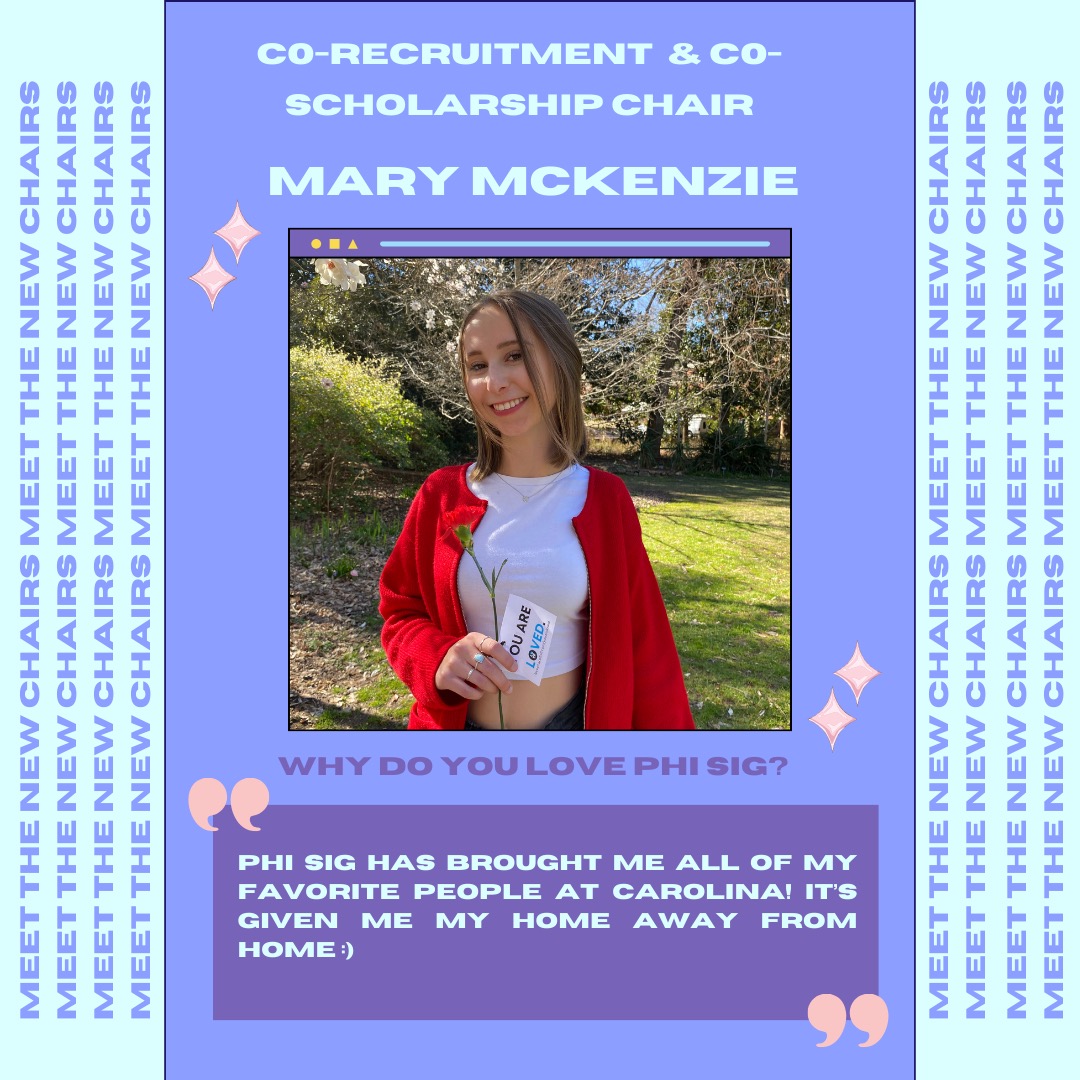 C0-RECRUITMENT & C0-
SCHOLARSHIP CHAIR
MARY MCKENZIE
OU ARE
LOVED.
WHY DO YOU LOVE PHI SIG?
PHI SIG HAS BROUGHT ME ALL OF MY
FAVORITE PEOPLE AT CAROLINA! IT'S
GIVEN ME MY HOME AWAY FROM
HOME :)
MEET THE NEW CHAIRS MEET THE NEW CHAIRS
MEET THE NEW CHAIRS MEET THE NEW CHAIRS
MEET THE NEW CHAIRS MEET THE NEW CHAIRS
MEET THE NEW CHAIRS MEET THE NEW CHAIRS
MEET THE NEW CHAIRS MEET THE NEW CHAIRS
MEET THE NEW CHAIRS MEET THE NEW CHAIRS
MEET THE NEW CHAIRS MEET THE NEW CHAIRS
MEET THE NEW CHAIRS MEET THE NEW CHAIRS